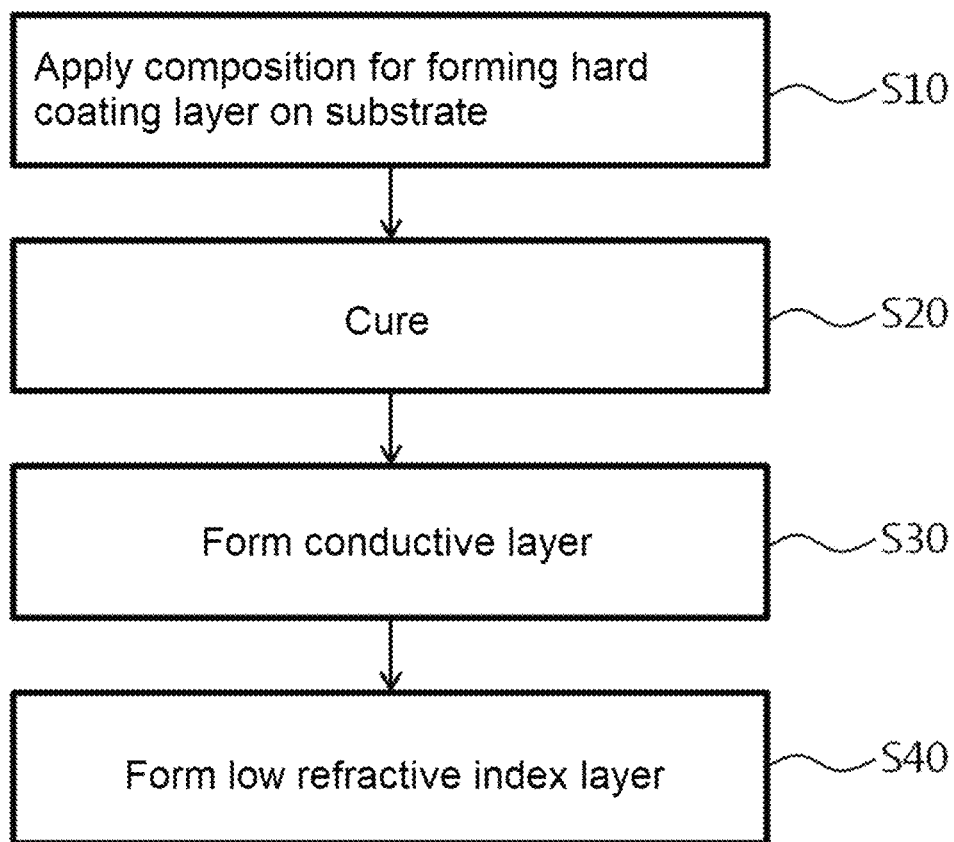 Apply composition for forming hard
coating layer on substrate
S10
Cure
S20
Form conductive layer
S30
Form low refractive index layer
S40